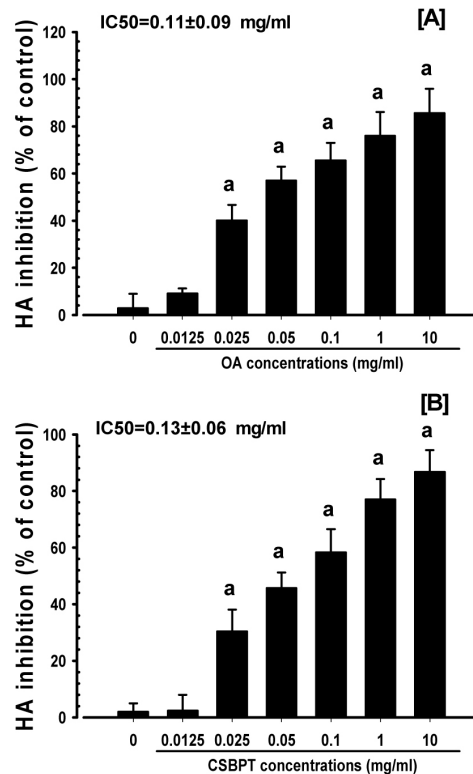 IC50=0.11±0.09 mg/ml
[A]
HA inhibition (% of control)
120
100
80
60
40
20
0
a
a
a
a
a
0
0.0125
0.025
0.05
0.1
1
10
OA concentrations (mg/ml)
[B]
IC50=0.13±0.06 mg/ml
HA inhibition (% of control)
100
80
60
40
20
0
a
a
a
a
a
0
0.0125
0.025
0.05
0.1
1
10
CSBPT concentrations (mg/ml)